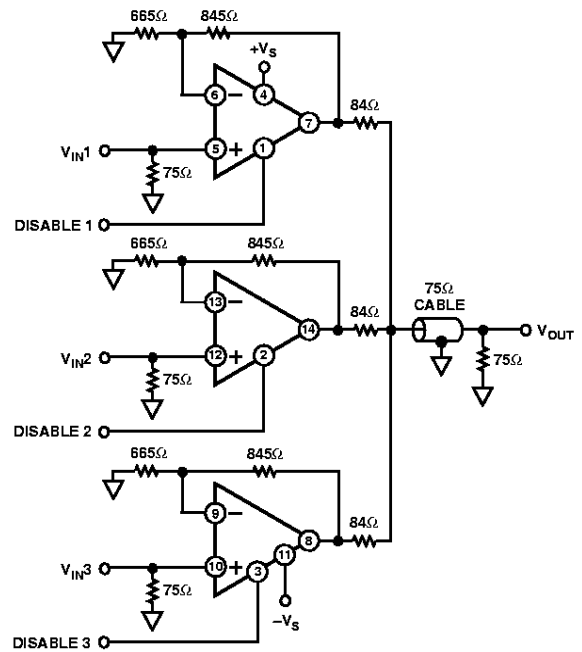 665Ω 845Ω
+VS
6 − 4
7
84Ω
VIN1 5 + 1
75Ω
DISABLE 1
665Ω 845Ω
75Ω
CABLE
13 −
14
84Ω
VOUT
VIN2 12 + 2
75Ω
75Ω
DISABLE 2
665Ω 845Ω
9 −
8
84Ω
11
VIN3 10 + 3
75Ω
−VS
DISABLE 3